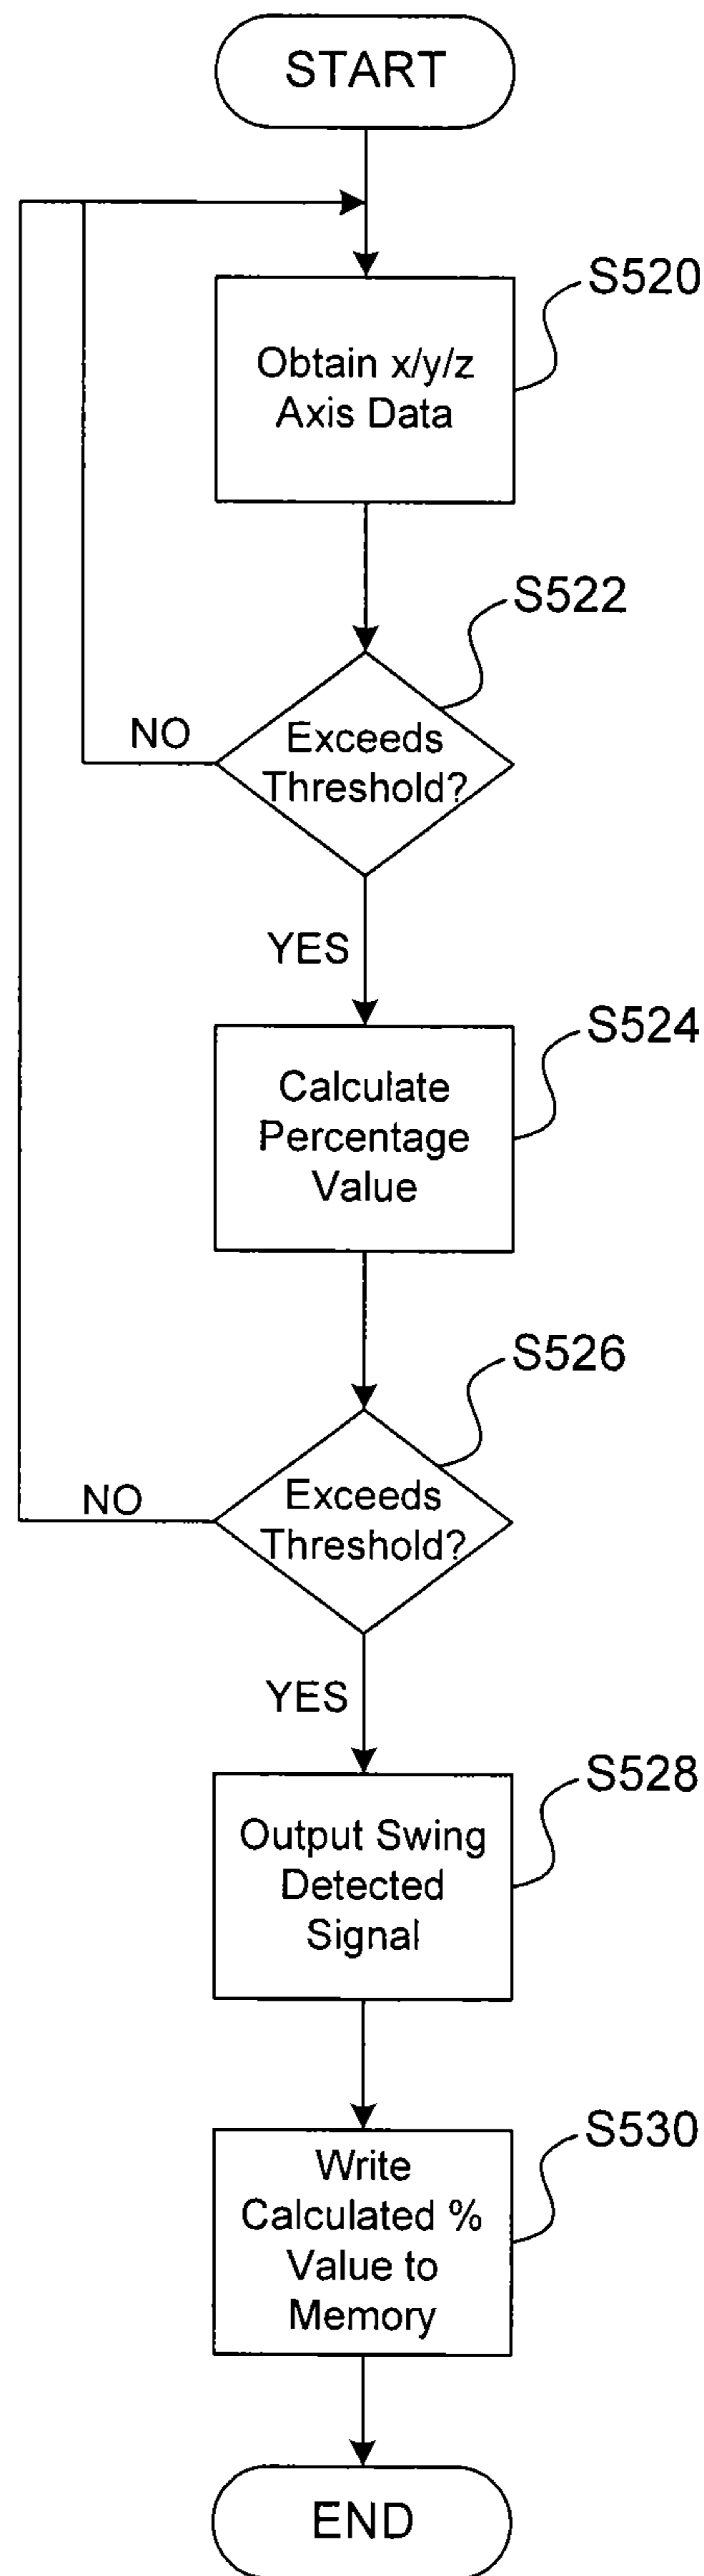 START
S520
Obtain x/y/z
Axis Data
S522
NO
Exceeds
Threshold?
YES
S524
Calculate
Percentage
Value
S526
NO
Exceeds
Threshold?
YES
S528
Output Swing
Detected
Signal
S530
Write
Calculated %
Value to
Memory
END